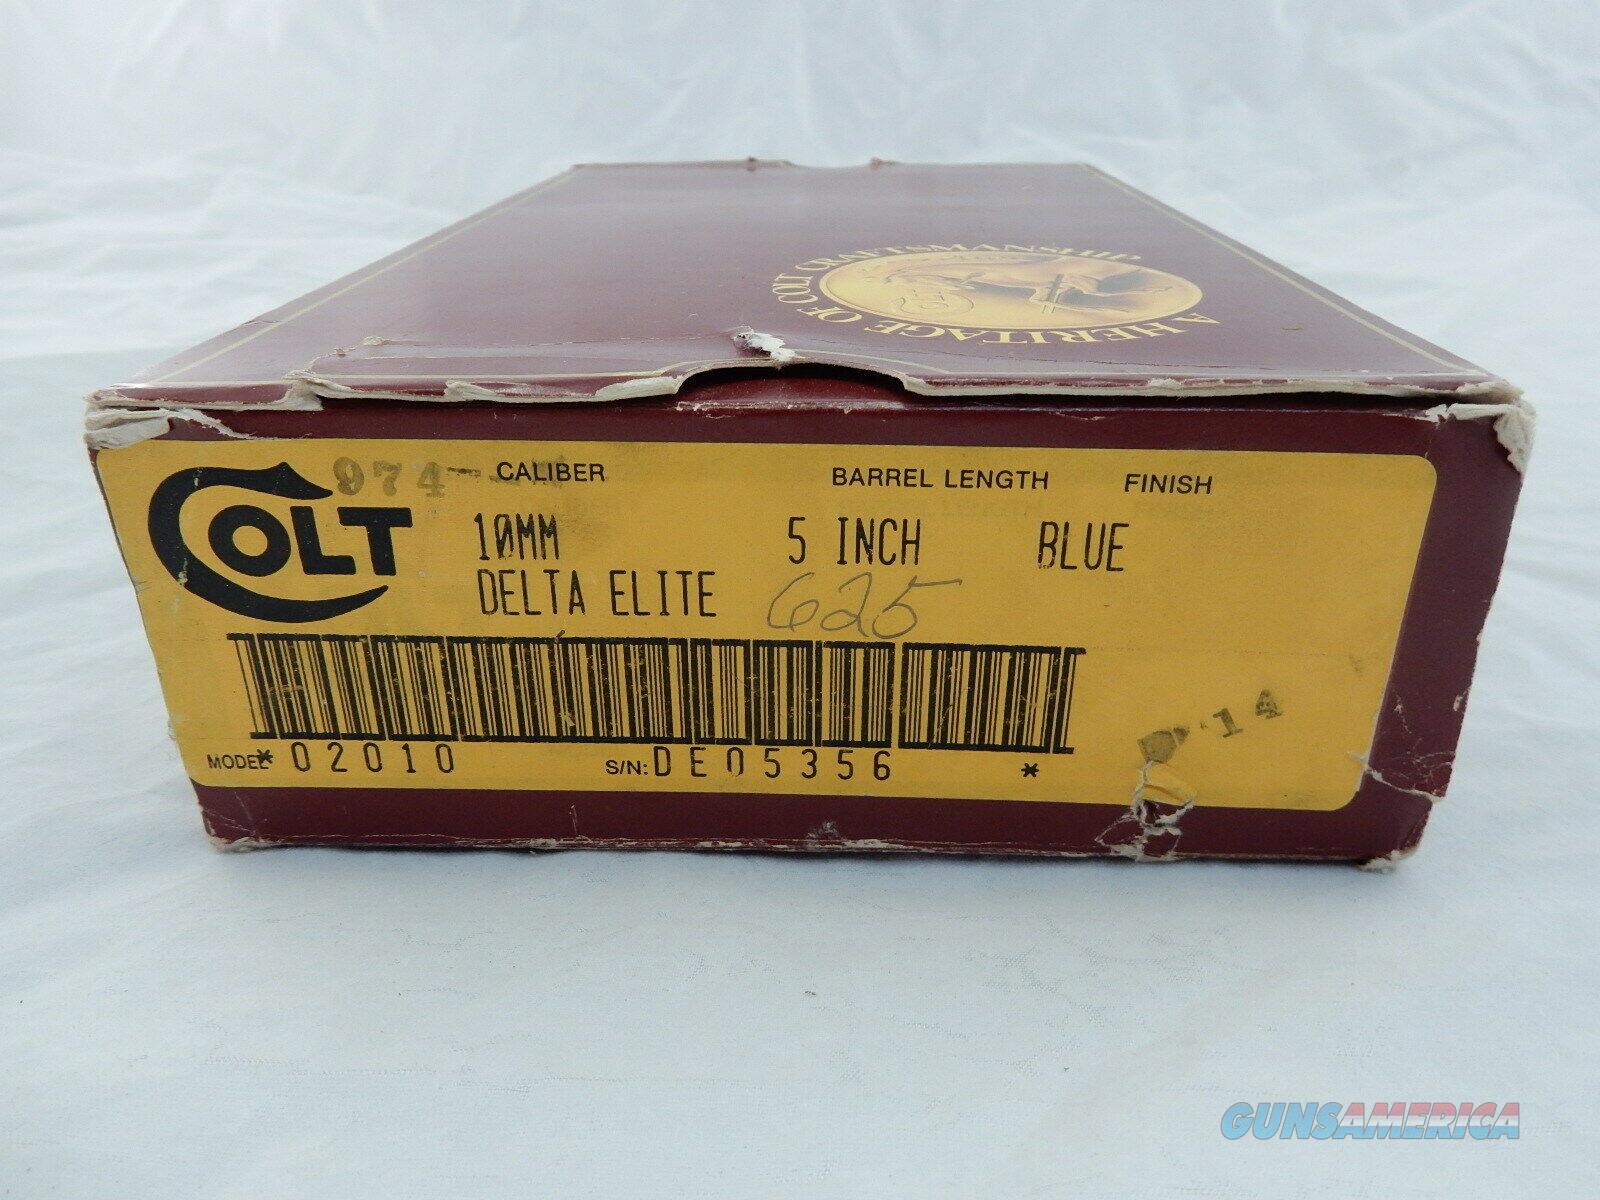 A HERITAGE OF COLT CRAFTSMANSHIP
COLT
974
CALIBER BARREL LENGTH FINISH
10MM 5 INCH BLUE
DELTA ELITE 625
14
MODEL *02010 S/N: DE05356 *
GUNSAMERICA